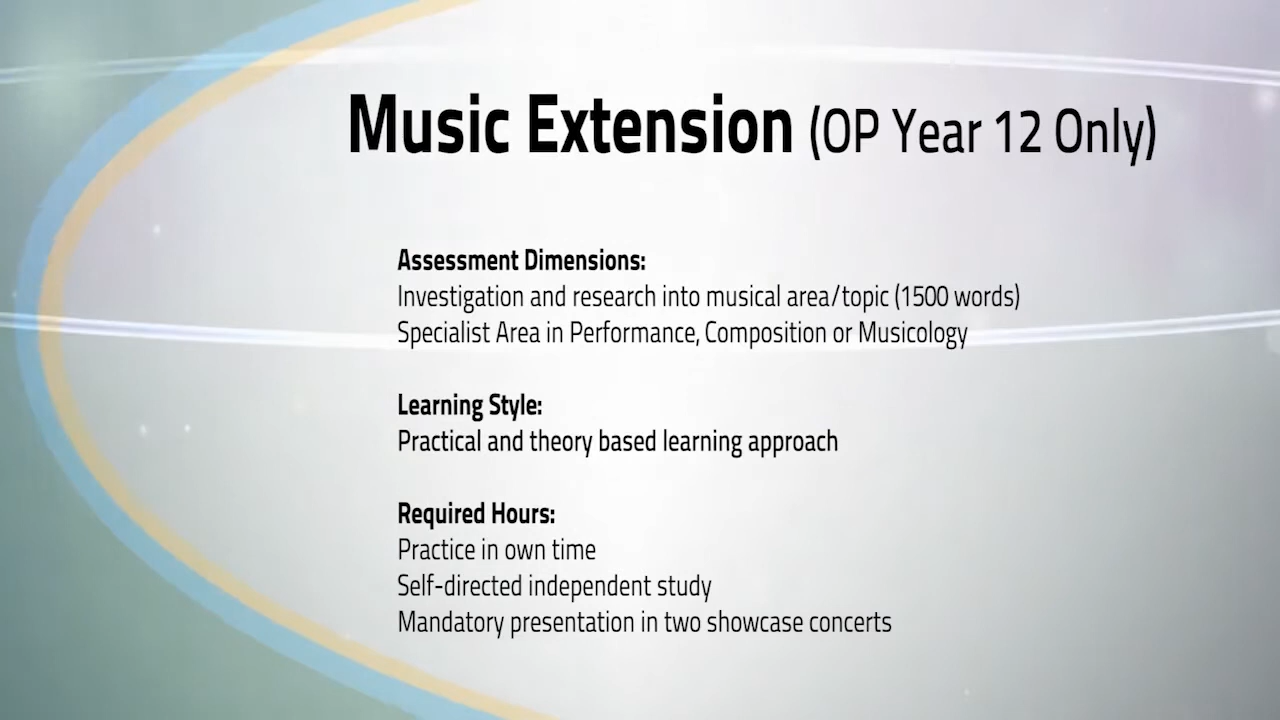 Music Extension (OP Year 12 Only)
Assessment Dimensions:
Investigation and research into musical area/topic (1500 words)
Specialist Area in Performance, Composition or Musicology
Learning Style:
Practical and theory based learning approach
Required Hours:
Practice in own time
Self-directed independent study
Mandatory presentation in two showcase concerts